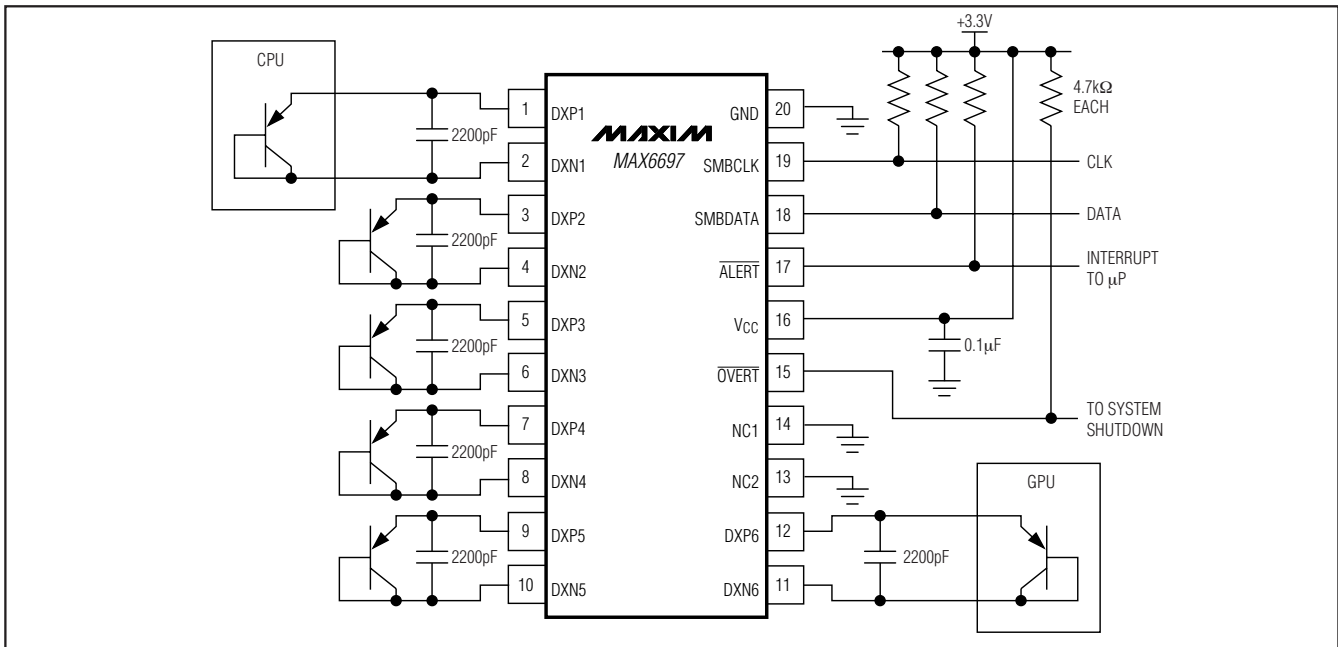 CPU
2200pF
2200pF
2200pF
2200pF
2200pF
1 DXP1
2 DXN1
3 DXP2
4 DXN2
5 DXP3
6 DXN3
7 DXP4
8 DXN4
9 DXP5
10 DXN5
MAXIM
MAX6697
GND 20
SMBCLK 19
SMBDATA 18
ALERT 17
VCC 16
OVERT 15
NC1 14
NC2 13
DXP6 12
DXN6 11
+3.3V
4.7kΩ
EACH
CLK
DATA
INTERRUPT
TO μP
0.1μF
TO SYSTEM
SHUTDOWN
GPU
2200pF